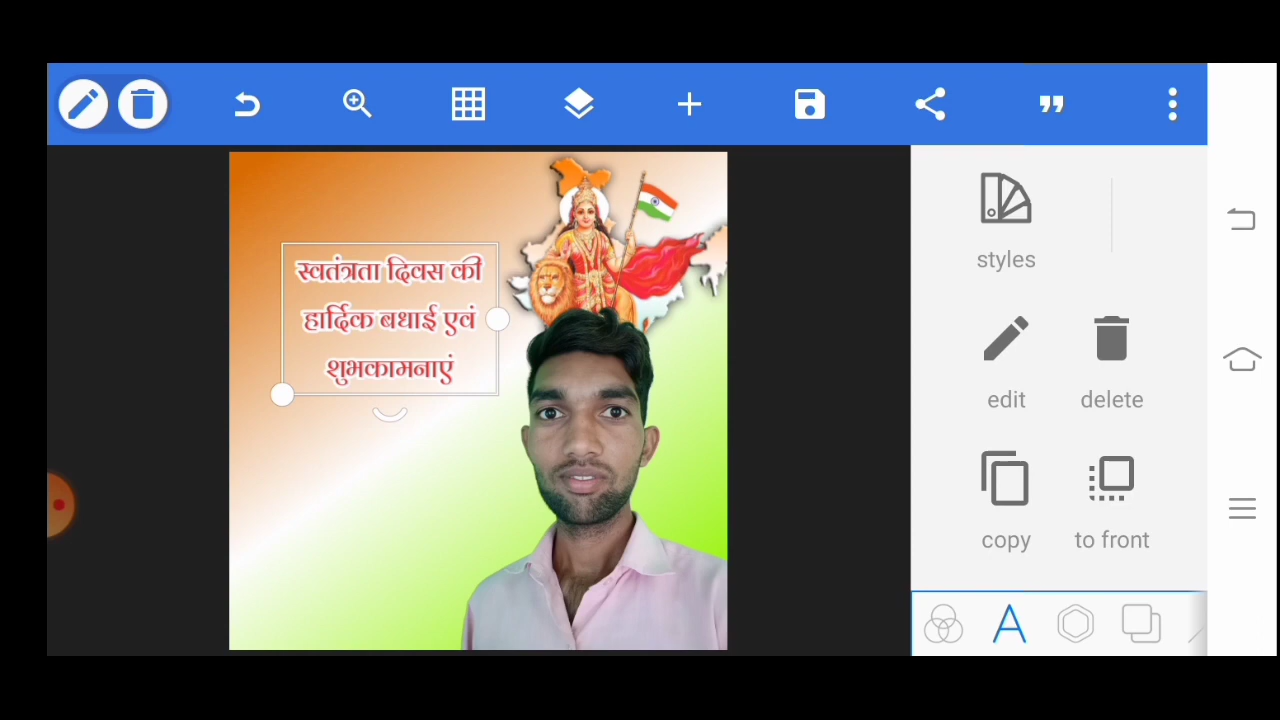 स्वतंत्रता दिवस की
हार्दिक बधाई एवं
शुभकामनाएं
styles
edit
delete
copy
to front